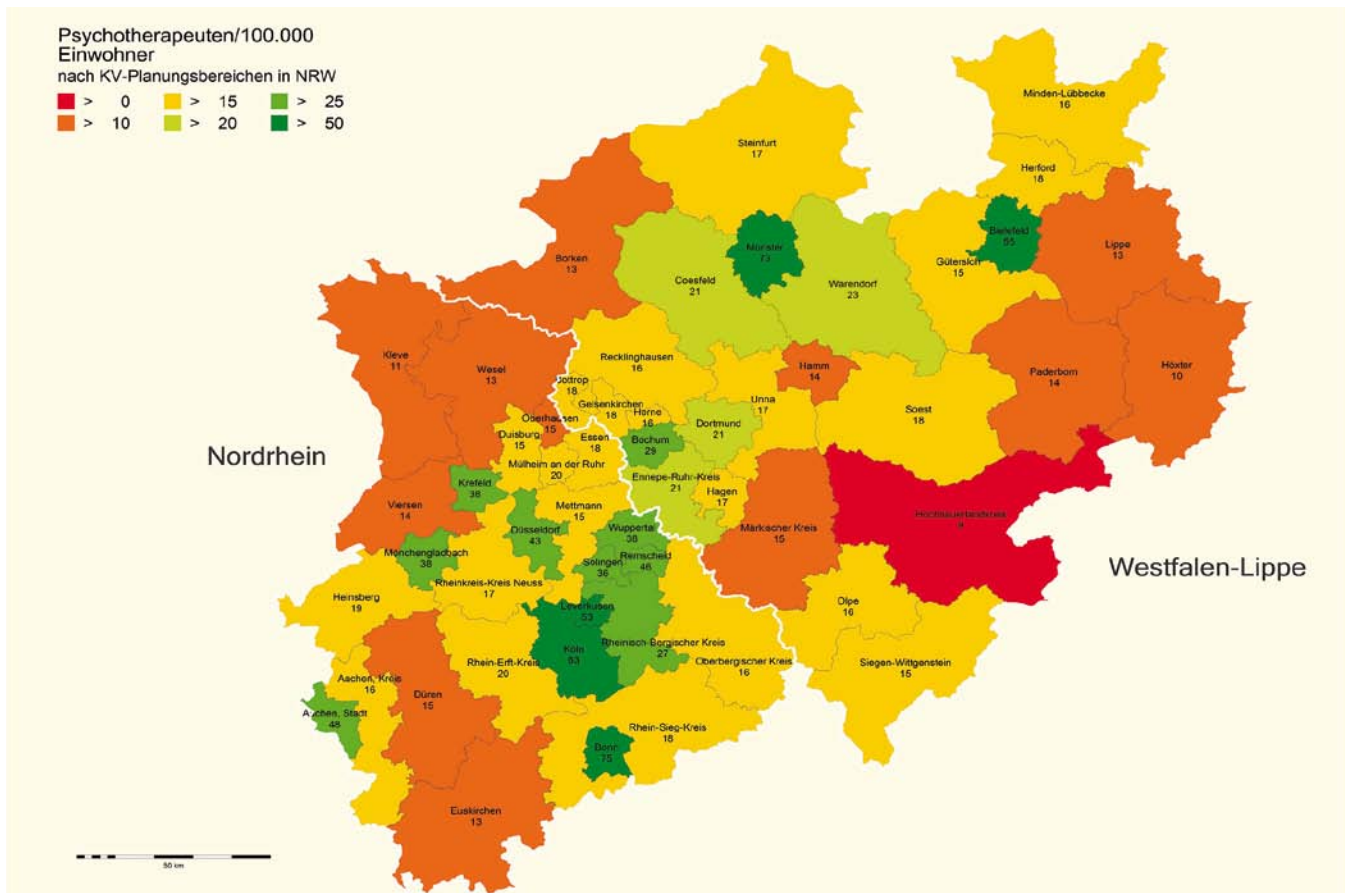 Psychotherapeuten/100.000
Einwohner
nach KV-Planungsbereichen in NRW
> 0 > 15 > 25
> 10 > 20 > 50
Minden-Lübbecke
16
Steinfurt
17
Herford
18
Bielefeld
55
Lippe
13
Münster
73
Borken
13
Gütersloh
15
Coesfeld
21
Warendorf
23
Kleve
11
Wesel
13
Recklinghausen
16
Hamm
14
Paderborn
14
Höxter
10
Bottrop
18
Gelsenkirchen
18
Herne
16
Unna
17
Soest
18
Oberhausen
15
Dortmund
21
Duisburg
15
Essen
18
Bochum
29
Nordrhein
Mülheim an der Ruhr
20
Ennepe-Ruhr-Kreis
21
Hagen
17
Krefeld
Viersen
14
Mettmann
15
Hochsauerlandkreis
9
Düsseldorf
43
Wuppertal
38
Märkischer Kreis
15
Mönchengladbach
38
Solingen
36
Remscheid
46
Westfalen-Lippe
Rheinkreis-Kreis Neuss
17
Heinsberg
19
Olpe
16
Leverkusen
53
Köln
Rheinisch-Bergischer Kreis
27
Rhein-Erft-Kreis
20
Oberbergischer Kreis
16
Siegen-Wittgenstein
15
Aachen, Kreis
16
Düren
15
Aachen, Stadt
48
Rhein-Sieg-Kreis
18
Bonn
75
Euskirchen
13
50 km